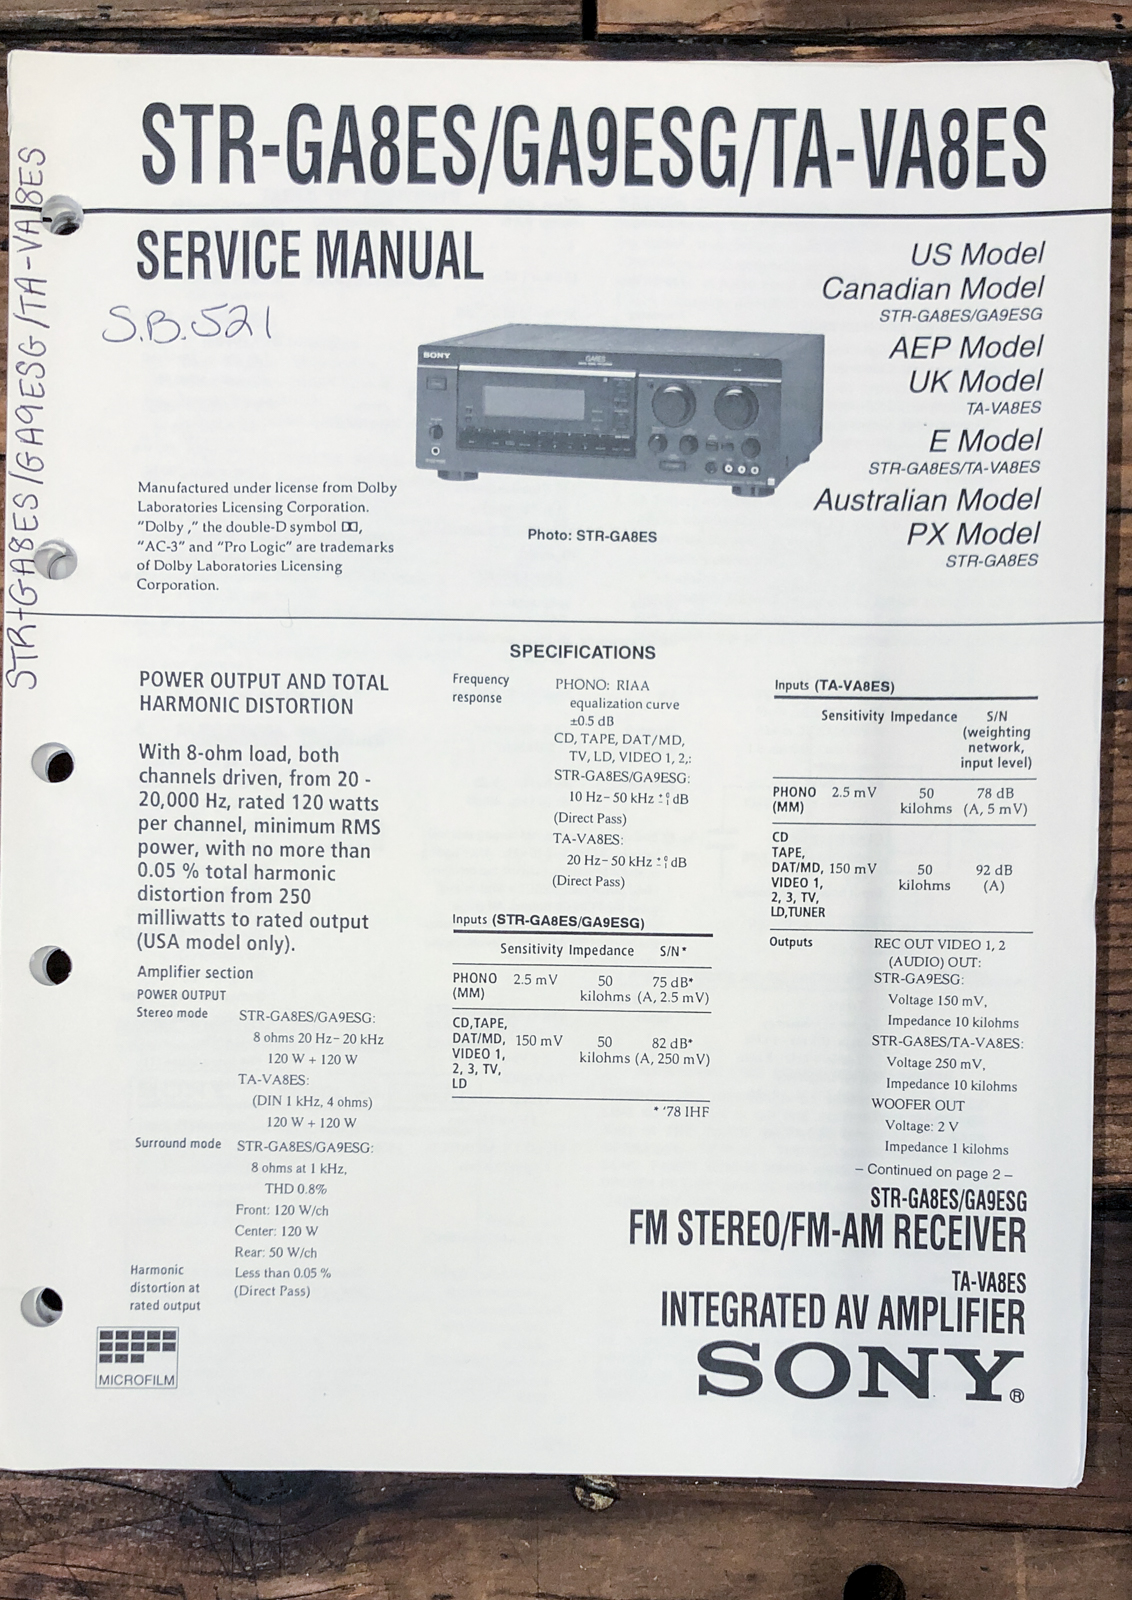 STR-GA8ES/GA9ESG/TA-VA8ES
STR-GA8ES/GA9ESG/TA-VA8ES
SERVICE MANUAL
S.B.521
US Model
Canadian Model
STR-GA8ES/GA9ESG
AEP Model
UK Model
TA-VA8ES
E Model
STR-GA8ES/TA-VA8ES
Australian Model
PX Model
STR-GA8ES
SONY
GA8ES
Manufactured under license from Dolby
Laboratories Licensing Corporation.
"Dolby ," the double-D symbol DD,
"AC-3" and "Pro Logic" are trademarks
of Dolby Laboratories Licensing
Corporation.
Photo: STR-GA8ES
SPECIFICATIONS
POWER OUTPUT AND TOTAL
HARMONIC DISTORTION
With 8-ohm load, both
channels driven, from 20 -
20,000 Hz, rated 120 watts
per channel, minimum RMS
power, with no more than
0.05 % total harmonic
distortion from 250
milliwatts to rated output
(USA model only).
Amplifier section
POWER OUTPUT
Stereo mode STR-GA8ES/GA9ESG:
8 ohms 20 Hz– 20 kHz
120 W + 120 W
TA-VA8ES:
(DIN 1 kHz, 4 ohms)
120 W + 120 W
Surround mode STR-GA8ES/GA9ESG:
8 ohms at 1 kHz,
THD 0.8%
Front: 120 W/ch
Center: 120 W
Rear: 50 W/ch
Harmonic Less than 0.05 %
distortion at (Direct Pass)
rated output
MICROFILM
Frequency PHONO: RIAA
response equalization curve
±0.5 dB
CD, TAPE, DAT/MD,
TV, LD, VIDEO 1, 2,:
STR-GA8ES/GA9ESG:
10 Hz– 50 kHz dB
(Direct Pass)
TA-VA8ES:
20 Hz– 50 kHz dB
(Direct Pass)
Inputs (STR-GA8ES/GA9ESG)
Sensitivity Impedance S/N*
PHONO 2.5 mV 50 75 dB*
(MM) kilohms (A, 2.5 mV)
CD,TAPE,
DAT/MD, 150 mV 50 82 dB*
VIDEO 1, kilohms (A, 250 mV)
2, 3, TV,
LD
* '78 IHF
Inputs (TA-VA8ES)
Sensitivity Impedance S/N
(weighting
network,
input level)
PHONO 2.5 mV 50 78 dB
(MM) kilohms (A, 5 mV)
CD
TAPE,
DAT/MD, 150 mV 50 92 dB
VIDEO 1, kilohms (A)
2, 3, TV,
LD,TUNER
Outputs REC OUT VIDEO 1, 2
(AUDIO) OUT:
STR-GA9ESG:
Voltage 150 mV,
Impedance 10 kilohms
STR-GA8ES/TA-VA8ES:
Voltage 250 mV,
Impedance 10 kilohms
WOOFER OUT
Voltage: 2 V
Impedance 1 kilohms
– Continued on page 2 –
STR-GA8ES/GA9ESG
FM STEREO/FM-AM RECEIVER
TA-VA8ES
INTEGRATED AV AMPLIFIER
SONY®